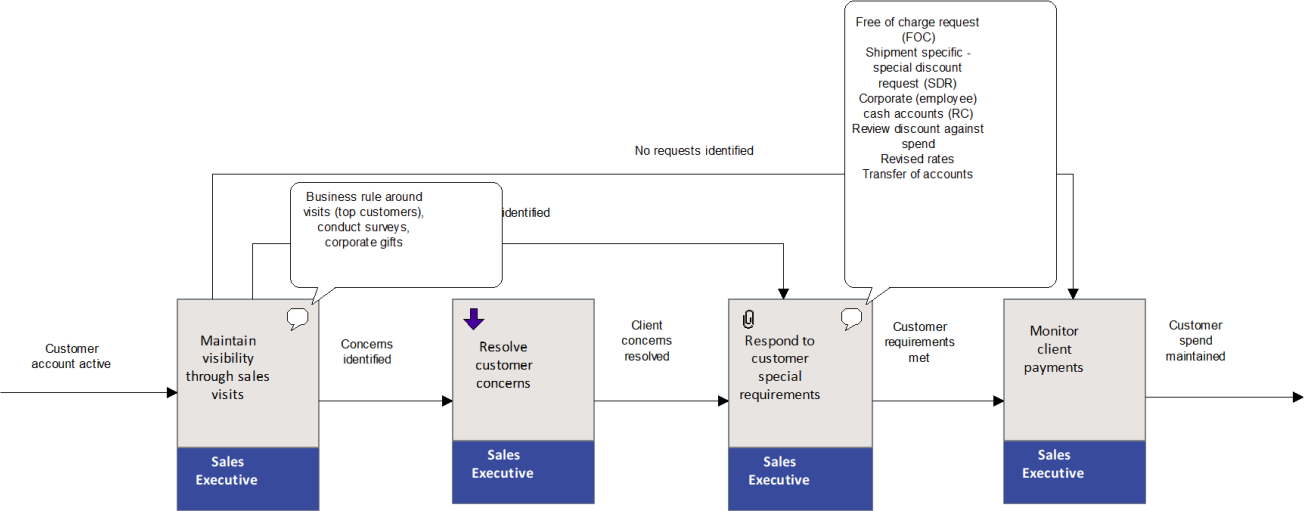 Free of charge request
(FOC)
Shipment specific -
special discount
request (SDR)
Corporate (employee)
cash accounts (RC)
Review discount against
spend
Revised rates
Transfer of accounts
No requests identified
Business rule around
visits (top customers),
conduct surveys,
corporate gifts
identified
Customer
account active
Maintain
visibility
through sales
visits
Sales
Executive
Concerns
identified
Resolve
customer
concerns
Sales
Executive
Client
concerns
resolved
Respond to
customer
special
requirements
Sales
Executive
Customer
requirements
met
Monitor
client
payments
Sales
Executive
Customer
spend
maintained